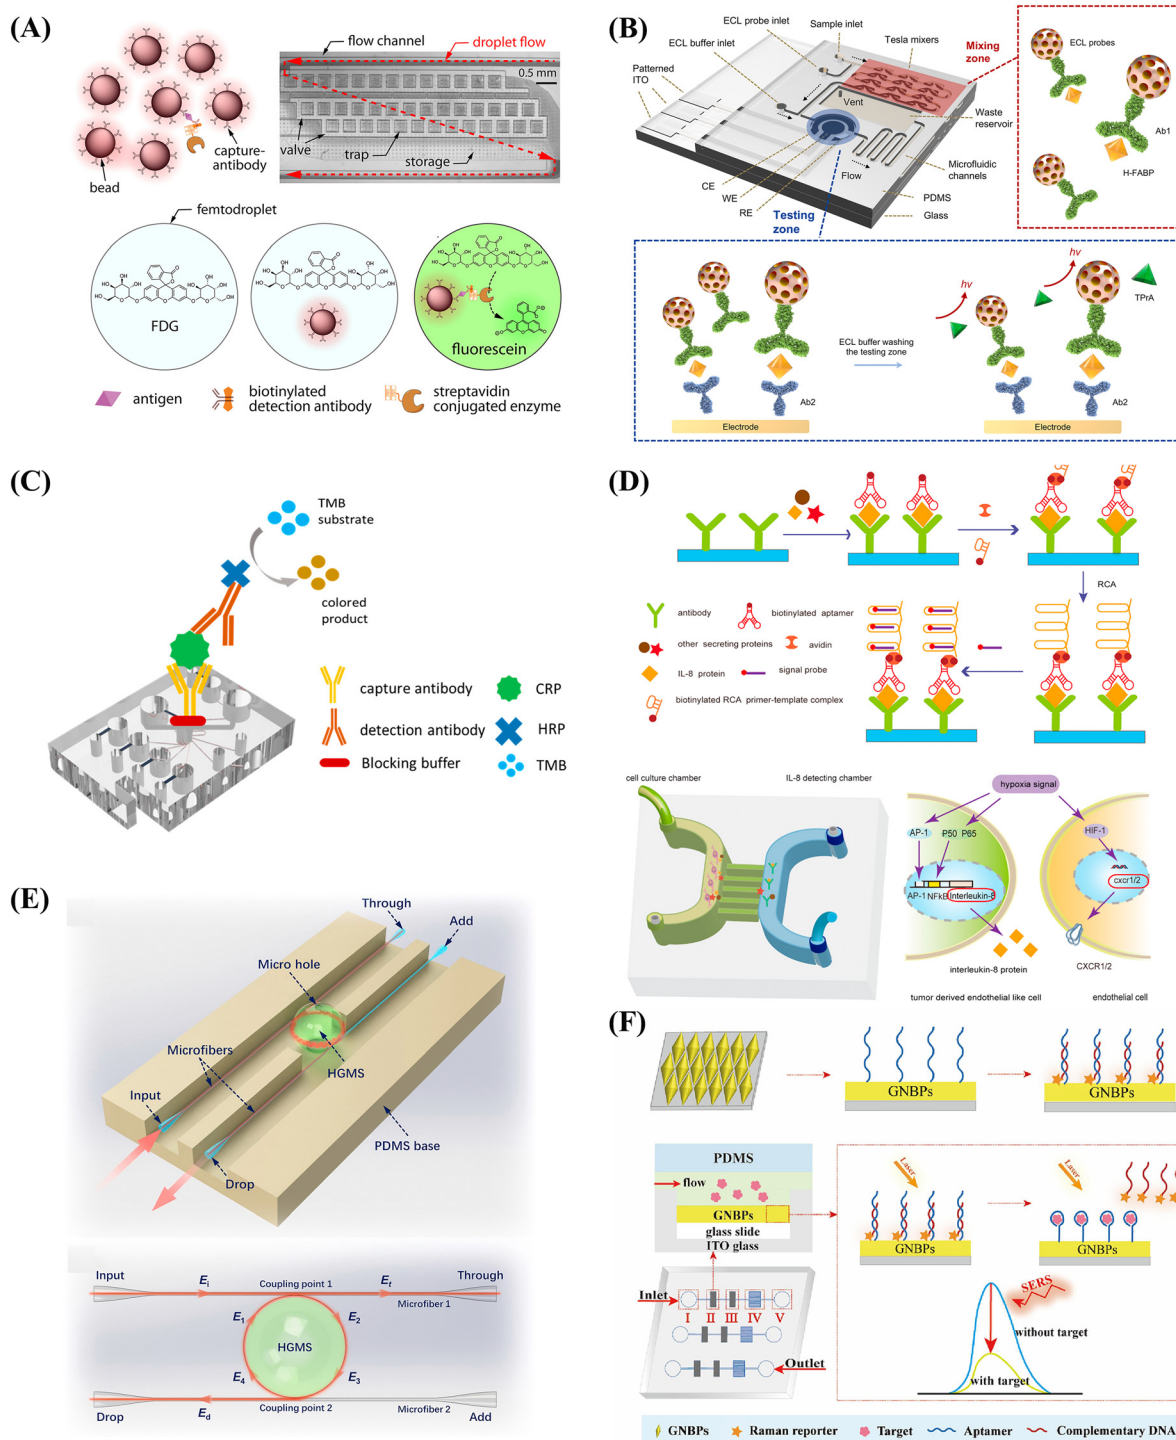 (A)
flow channel
droplet flow
0.5 mm
valve
trap
storage
capture-
antibody
bead
femtodroplet
FDG
fluorescein
antigen
biotinylated
detection antibody
streptavidin
conjugated enzyme
(B)
ECL probe inlet
Sample inlet
ECL buffer inlet
Tesla mixers
Patterned
ITO
Vent
Waste
reservoir
Microfluidic
channels
CE
WE
RE
Flow
PDMS
Glass
Testing
zone
Mixing
zone
ECL probes
Ab1
H-FABP
hv
hv
TPrA
ECL buffer washing
the testing zone
Ab2
Ab2
Electrode
Electrode
(C)
TMB
substrate
colored
product
capture antibody
CRP
detection antibody
HRP
Blocking buffer
TMB
(D)
RCA
antibody
biotinylated aptamer
other secreting proteins
avidin
IL-8 protein
signal probe
biotinylated RCA primer-template complex
cell culture chamber
IL-8 detecting chamber
hypoxia signal
AP-1
P50 P65
HIF-1
AP-1 NFkB interleukin-8
cxcr1/2
interleukin-8 protein
CXCR1/2
tumor derived endothelial like cell
endothelial cell
(E)
Through
Add
Micro hole
Microfibers
HGMS
Input
PDMS base
Drop
Input
Ei
Coupling point 1
Et
Through
Microfiber 1
E1
E2
HGMS
E4
E3
Drop
Ed
Coupling point 2
Microfiber 2
Add
(F)
GNBPs
GNBPs
PDMS
flow
GNBPs
glass slide
ITO glass
Laser
Laser
GNBPs
GNBPs
Inlet
I II III IV V
Outlet
SERS
without target
with target
GNBPs Raman reporter Target Aptamer Complementary DNA